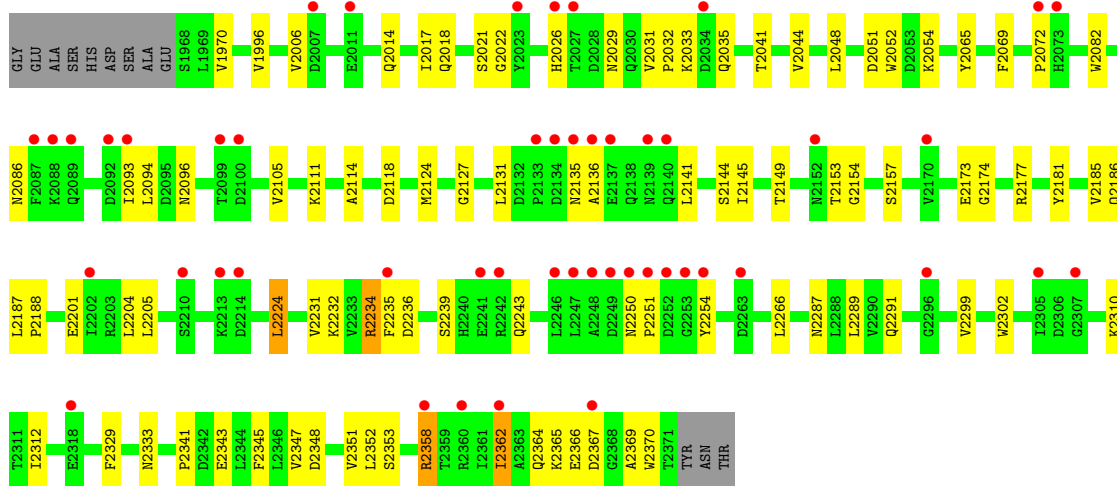 GLY GLU ALA SER HIS ASP SER ALA GLU S1968 L1969 V1970 V1996 V2006 D2007 E2011 Q2014 I2017 Q2018 S2021 G2022 Y2023 H2026 T2027 D2028 N2029 Q2030 V2031 P2032 K2033 D2034 Q2035 T2041 V2044 L2048 D2051 W2052 D2053 K2054 Y2065 F2069 P2072 H2073 W2082
N2086 F2087 K2088 Q2089 D2092 I2093 L2094 D2095 N2096 T2099 D2100 V2105 K2111 A2114 D2118 M2124 G2127 L2131 D2132 P2133 D2134 N2135 A2136 E2137 Q2138 N2139 Q2140 L2141 S2144 I2145 T2149 N2152 T2153 G2154 S2157 V2170 E2173 G2174 R2177 Y2181 V2185 Q2186
L2187 P2188 E2201 I2202 R2203 L2204 L2205 S2210 K2213 D2214 L2224 V2231 K2232 V2233 R2234 F2235 D2236 S2239 H2240 E2241 R2242 Q2243 L2246 L2247 A2248 D2249 N2250 P2251 D2252 G2253 Y2254 D2263 L2266 N2287 L2288 L2289 V2290 Q2291 G2296 V2299 W2302 I2305 D2306 G2307 K2310
T2311 I2312 E2318 F2329 N2333 P2341 D2342 E2343 L2344 F2345 L2346 V2347 D2348 V2351 L2352 S2353 R2358 T2359 R2360 I2361 I2362 A2363 Q2364 K2365 E2366 D2367 G2368 A2369 W2370 T2371 TYR ASN THR